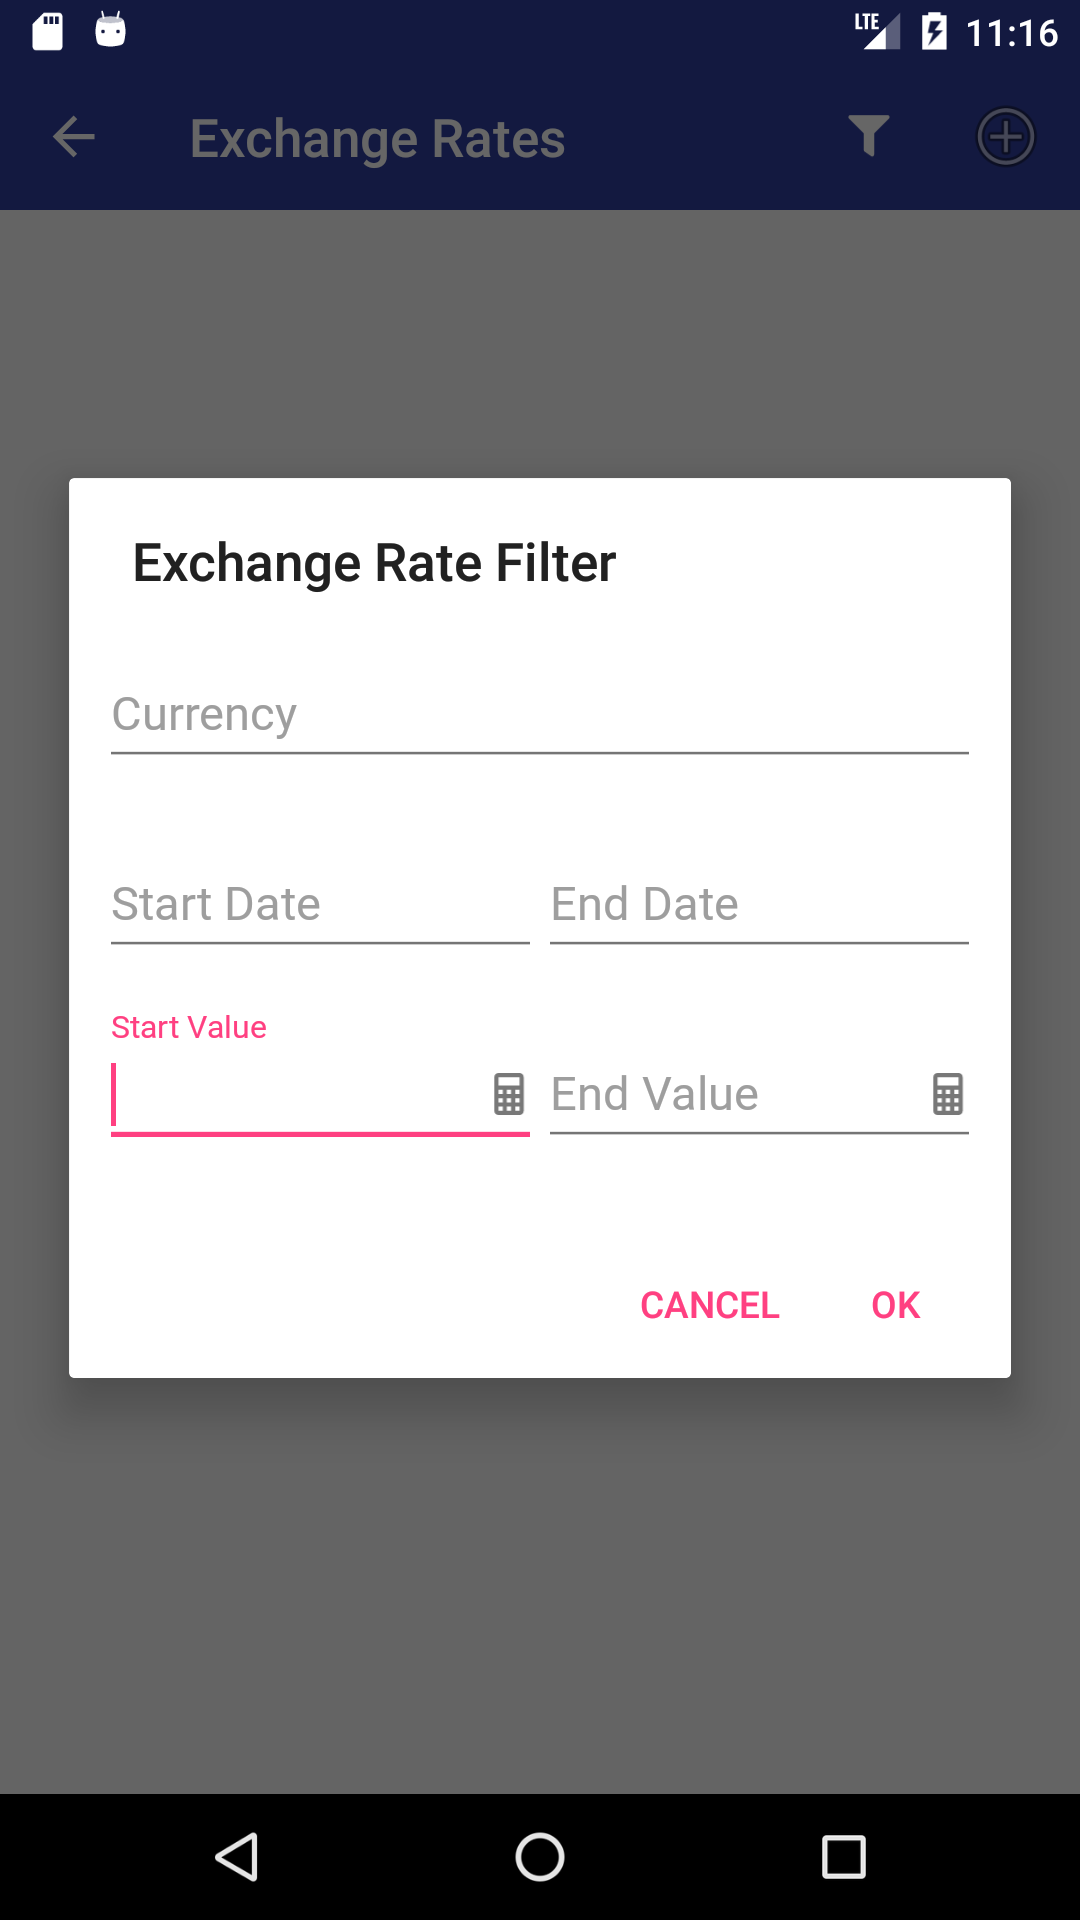 LTE 11:16
Exchange Rates
Exchange Rate Filter
Currency
Start Date End Date
Start Value
End Value
CANCEL OK